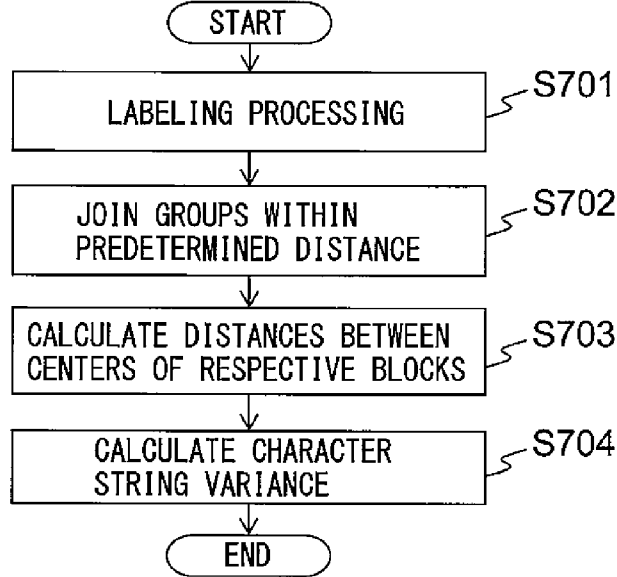 START
LABELING PROCESSING
S701
JOIN GROUPS WITHIN
PREDETERMINED DISTANCE
S702
CALCULATE DISTANCES BETWEEN
CENTERS OF RESPECTIVE BLOCKS
S703
CALCULATE CHARACTER
STRING VARIANCE
S704
END